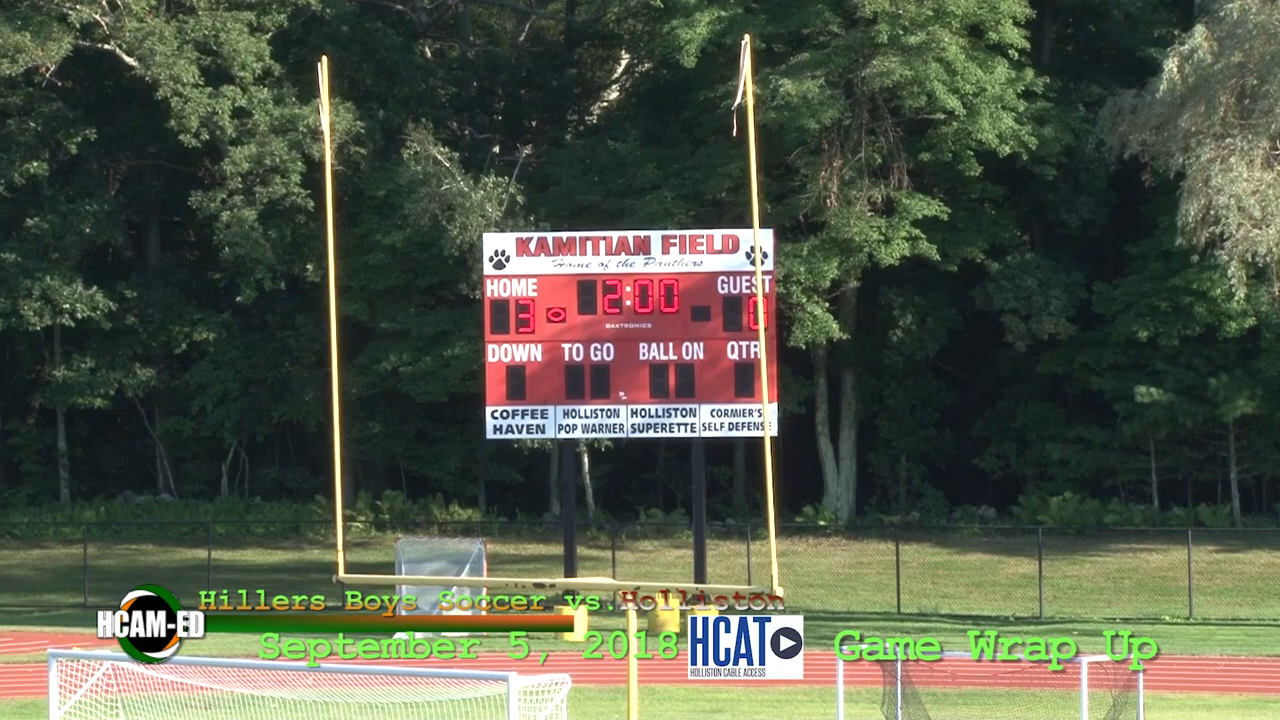 KAMITIAN FIELD
Home of the Panthers
HOME 2:00 GUEST
3 0
DAKTRONICS
DOWN TO GO BALL ON QTR
COFFEE HAVEN
HOLLISTON POP WARNER
HOLLISTON SUPERETTE
CORMIER'S SELF DEFENSE
HCAM-ED
Hillers Boys Soccer vs. Holliston
September 5, 2018
HCAT
HOLLISTON CABLE ACCESS
Game Wrap Up